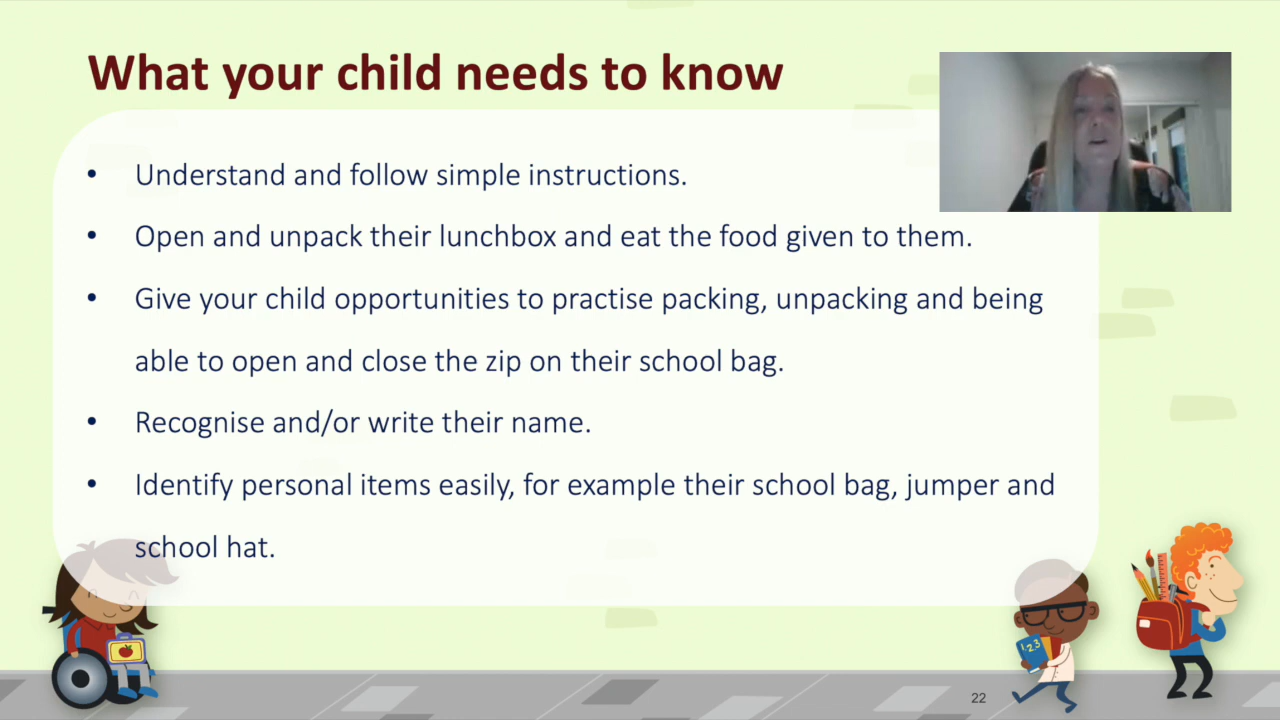 What your child needs to know
• Understand and follow simple instructions.
• Open and unpack their lunchbox and eat the food given to them.
• Give your child opportunities to practise packing, unpacking and being
able to open and close the zip on their school bag.
• Recognise and/or write their name.
• Identify personal items easily, for example their school bag, jumper and
school hat.
1 2 3
22